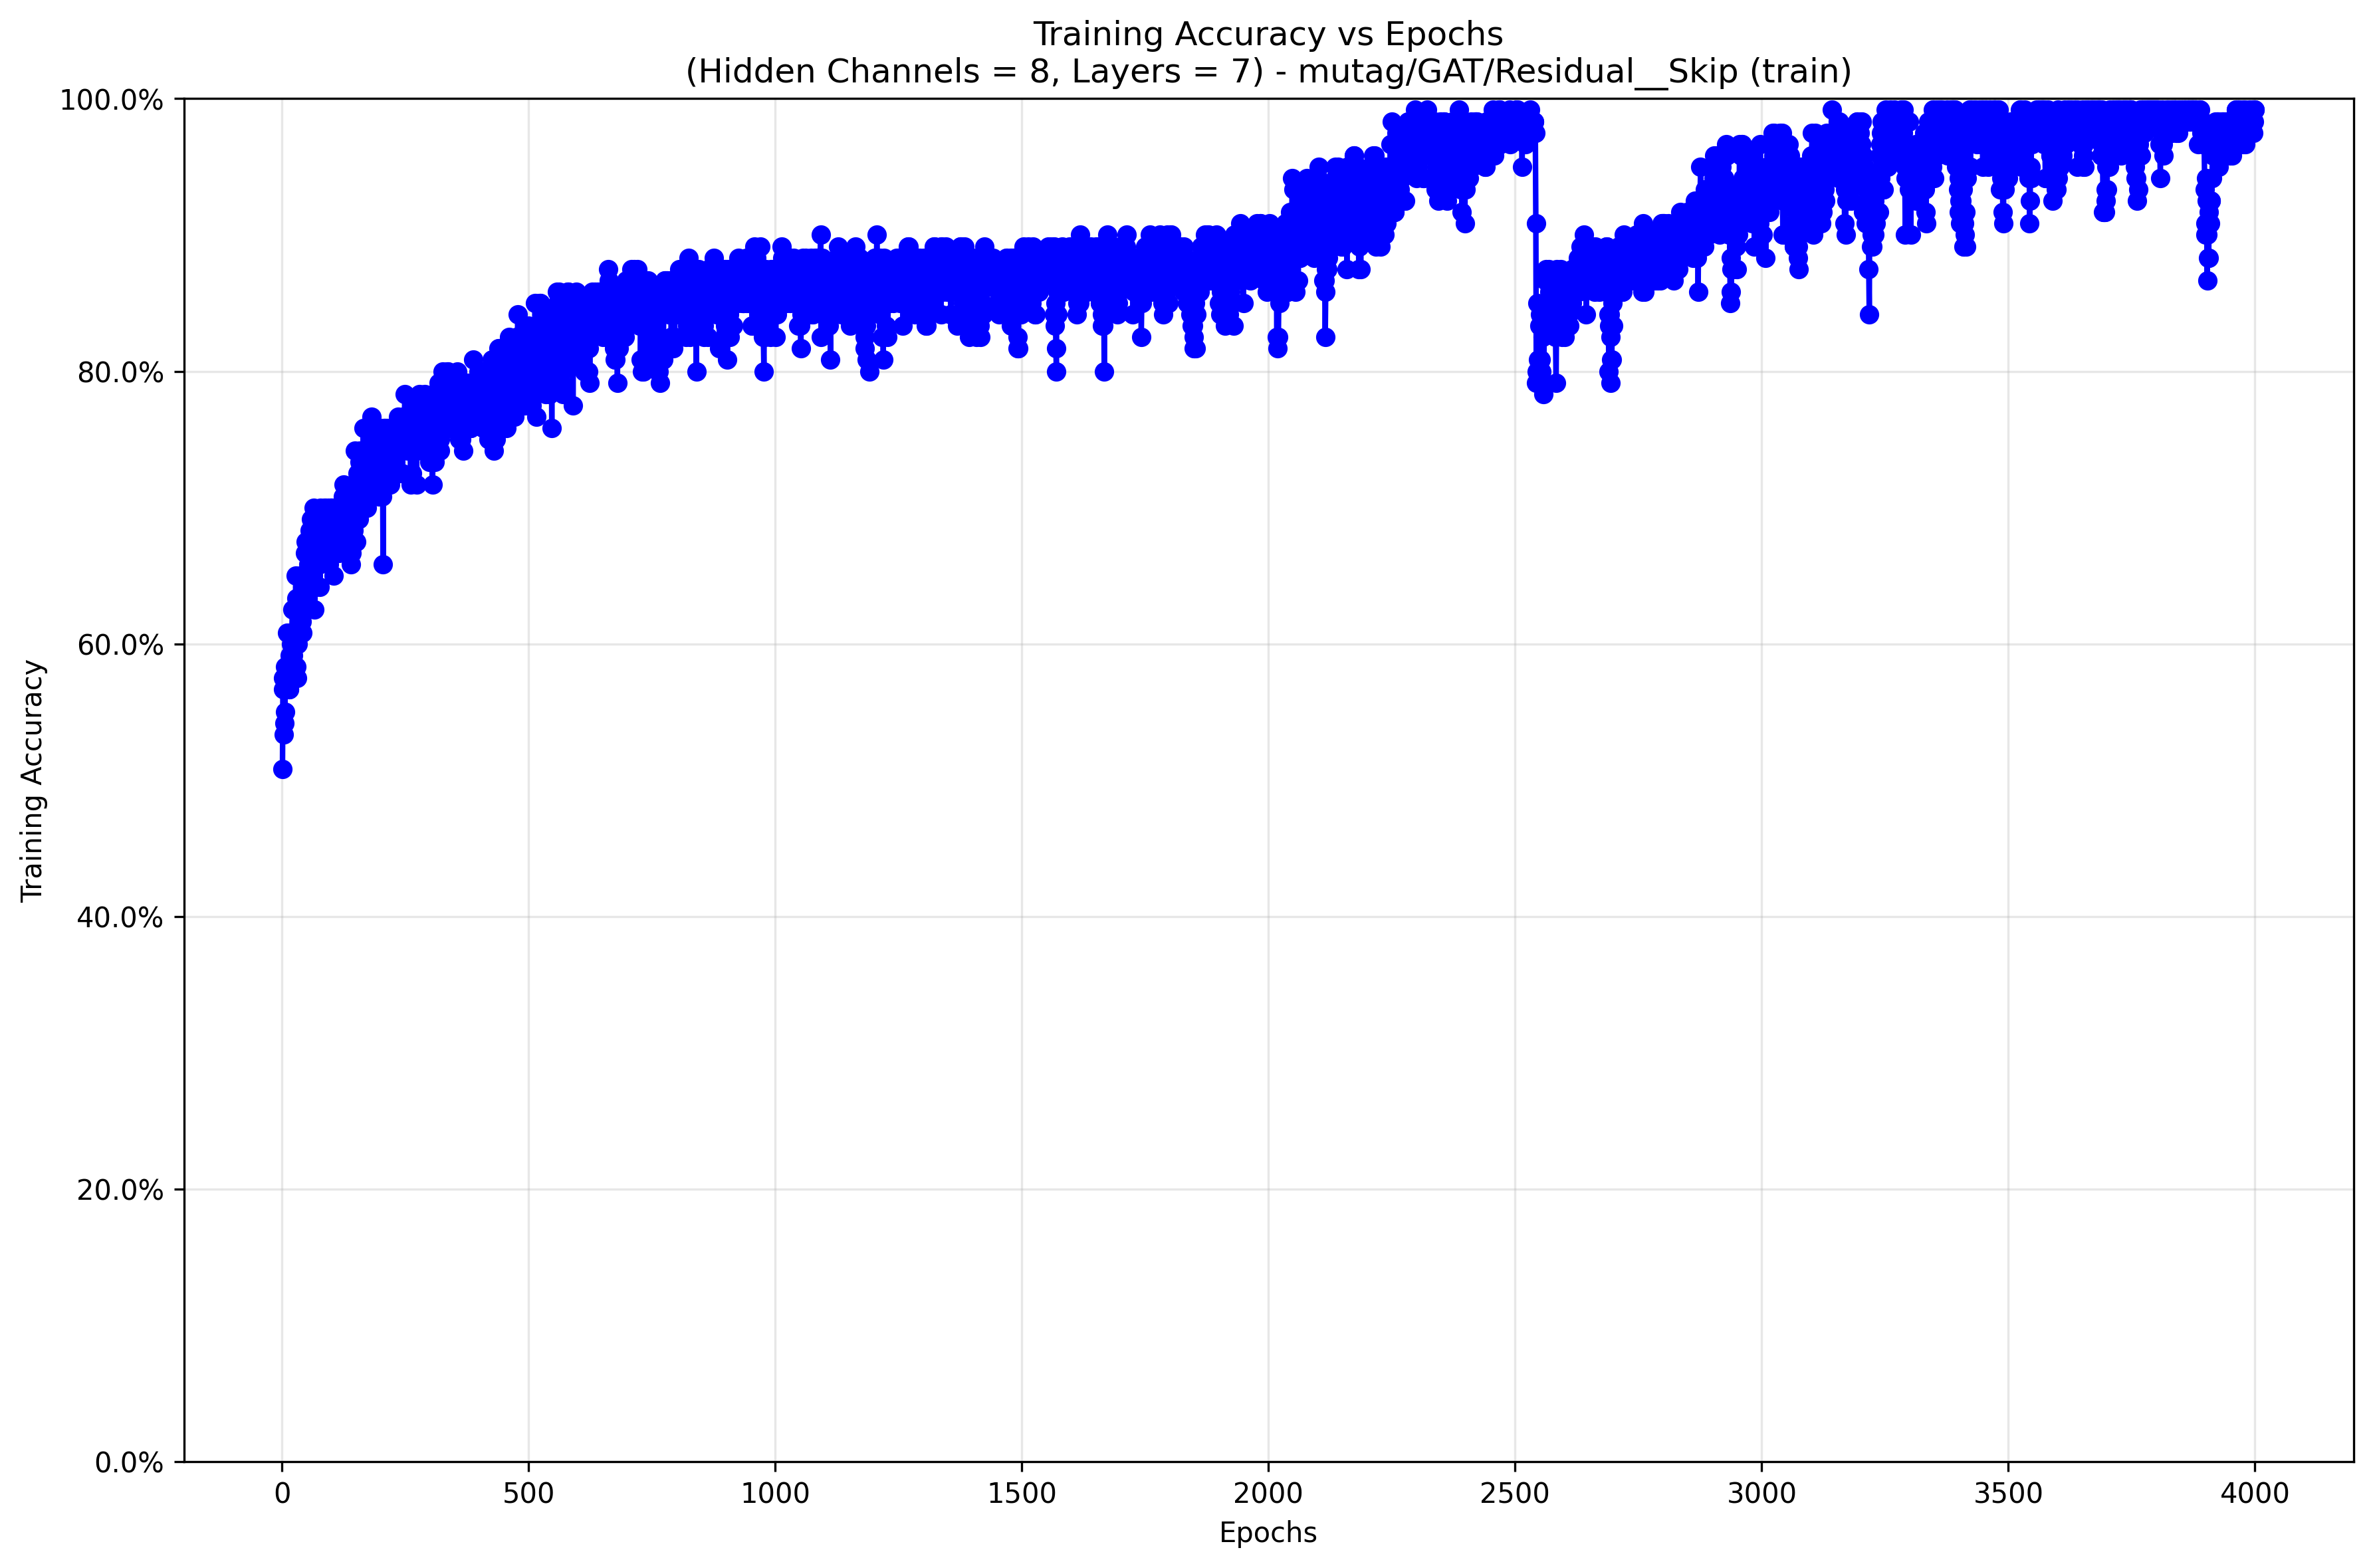 Training Accuracy vs Epochs
(Hidden Channels = 8, Layers = 7) - mutag/GAT/Residual__Skip (train)
100.0%
80.0%
60.0%
40.0%
20.0%
0.0%
Training Accuracy
0 500 1000 1500 2000 2500 3000 3500 4000
Epochs